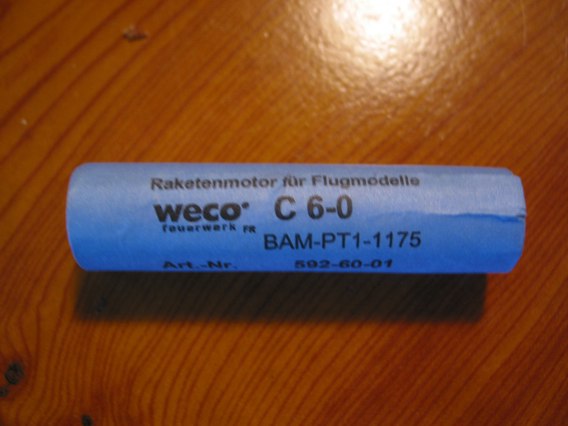 Raketenmotor für Flugmodelle
weco® C 6-0
feuerwerk FR
BAM-PT1-1175
Art.-Nr. 592-60-01